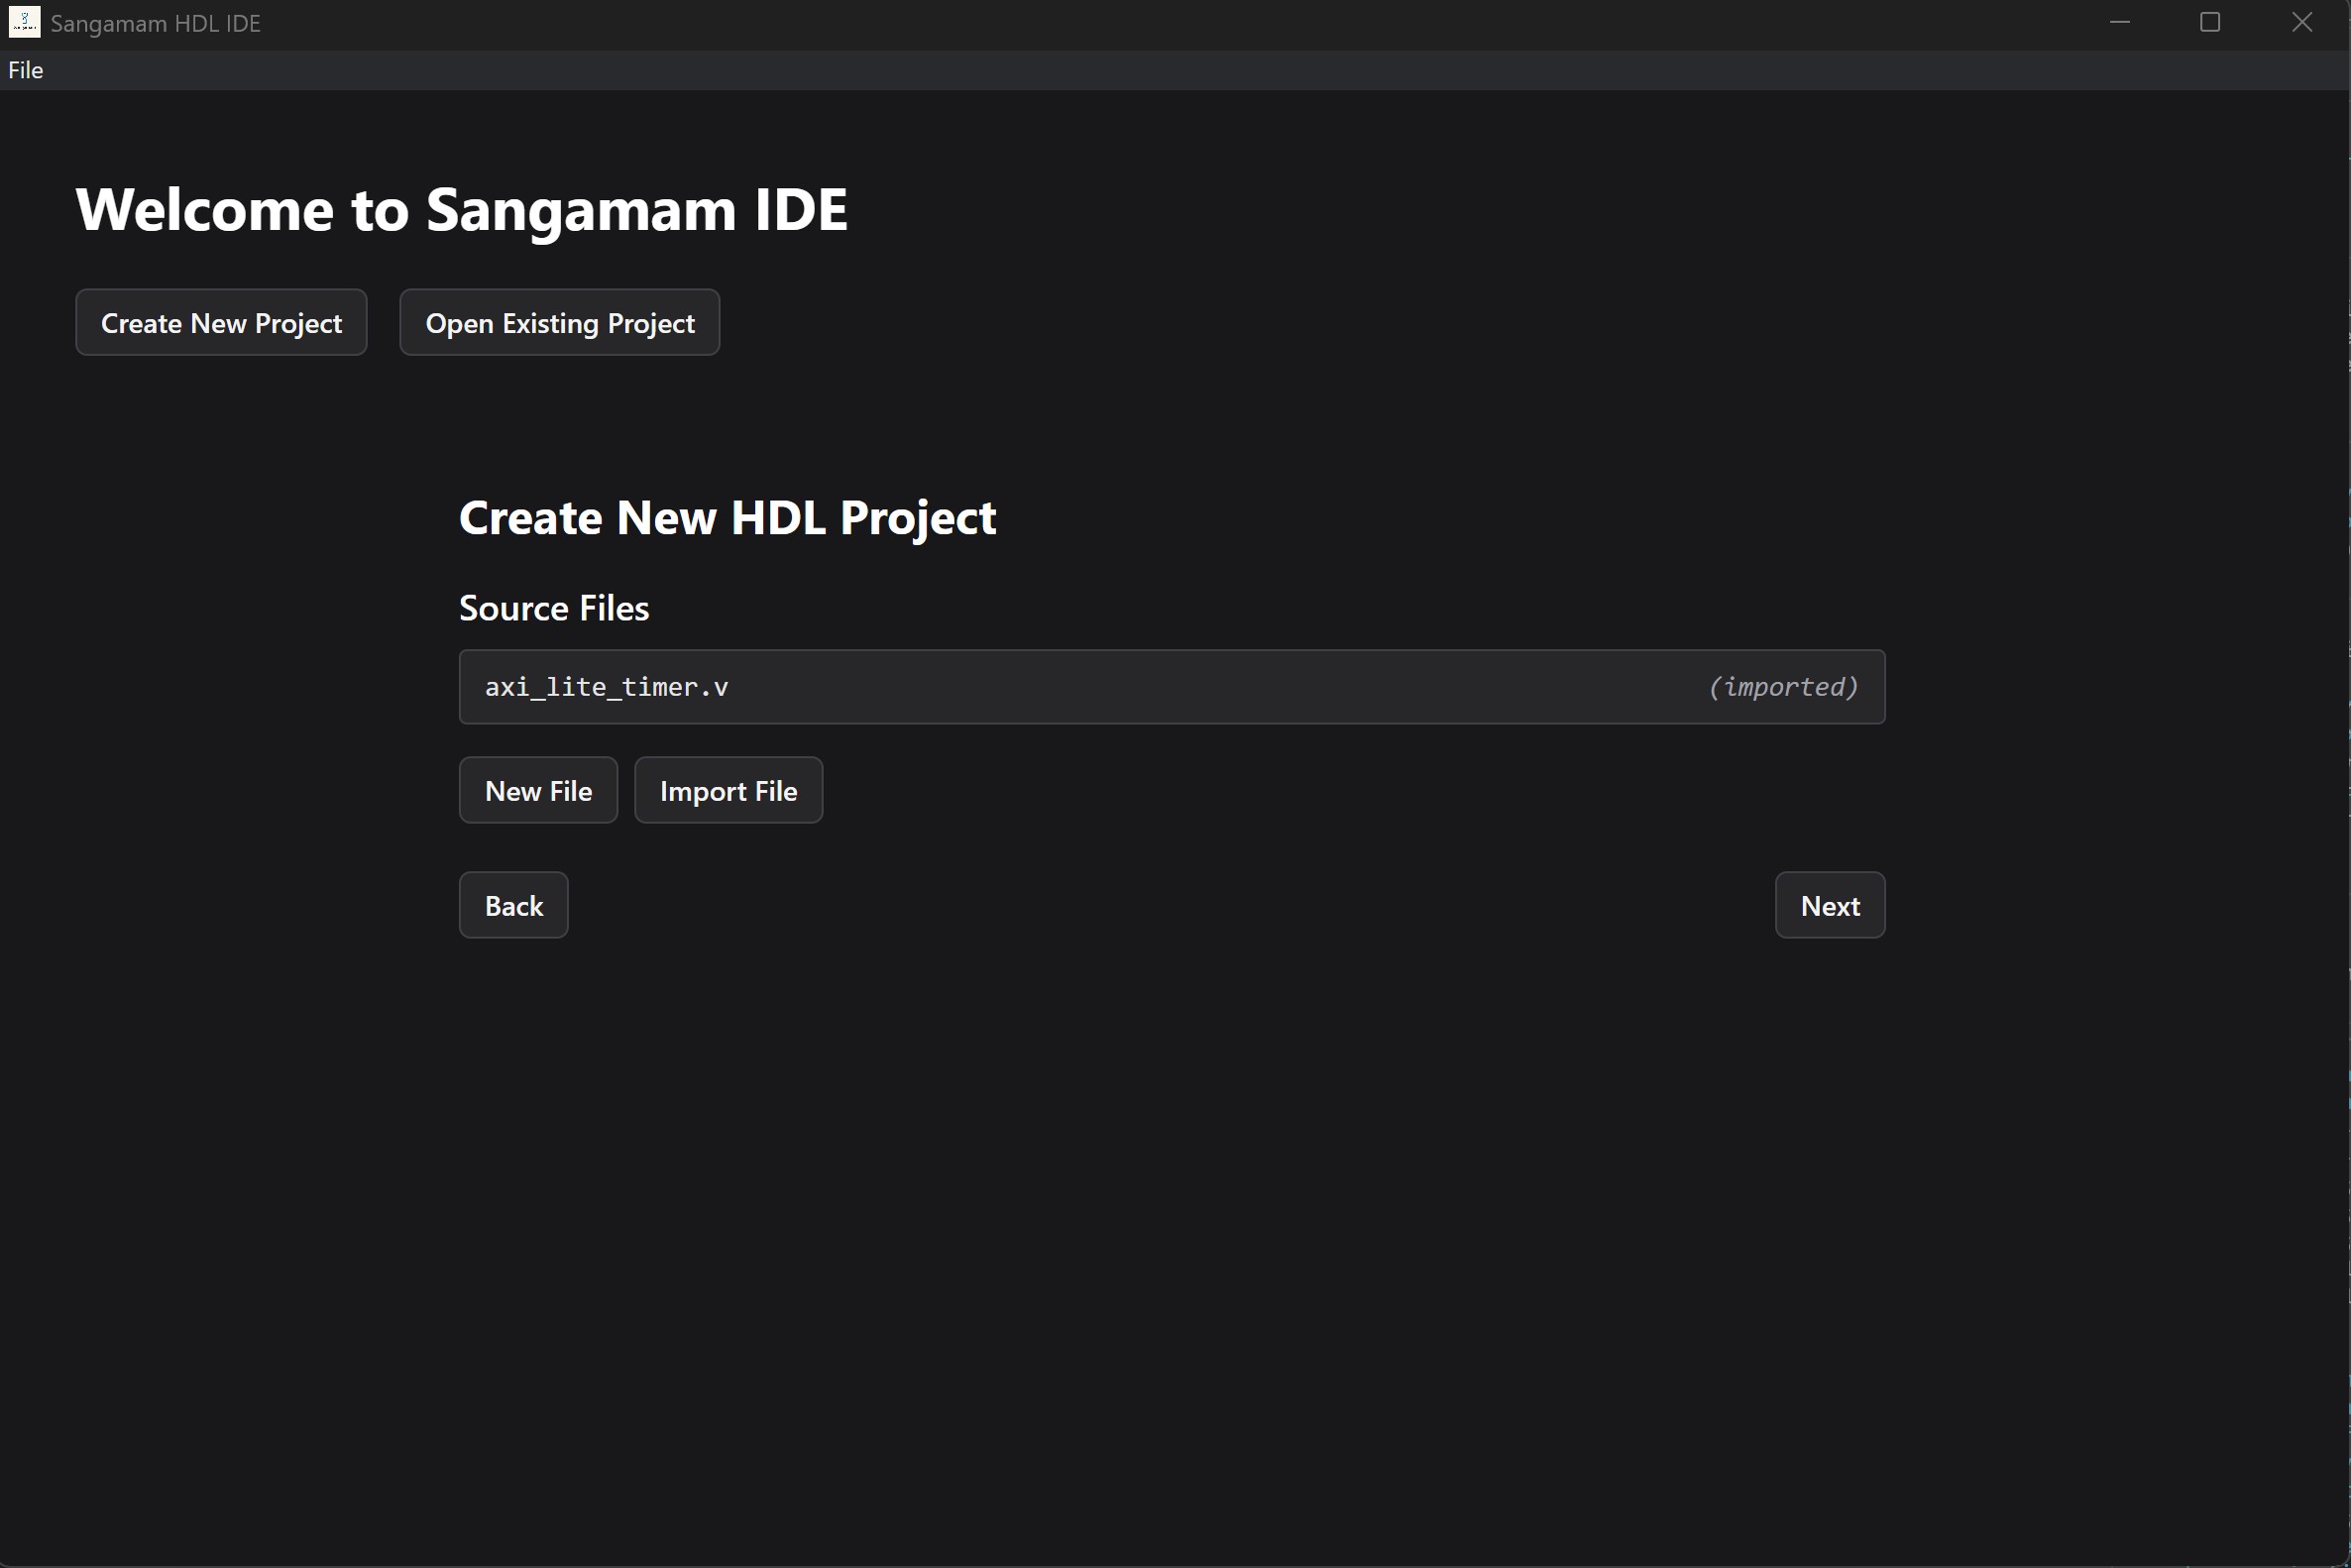 Sangamam HDL IDE
File
Welcome to Sangamam IDE
Create New Project
Open Existing Project
Create New HDL Project
Source Files
axi_lite_timer.v (imported)
New File
Import File
Back
Next